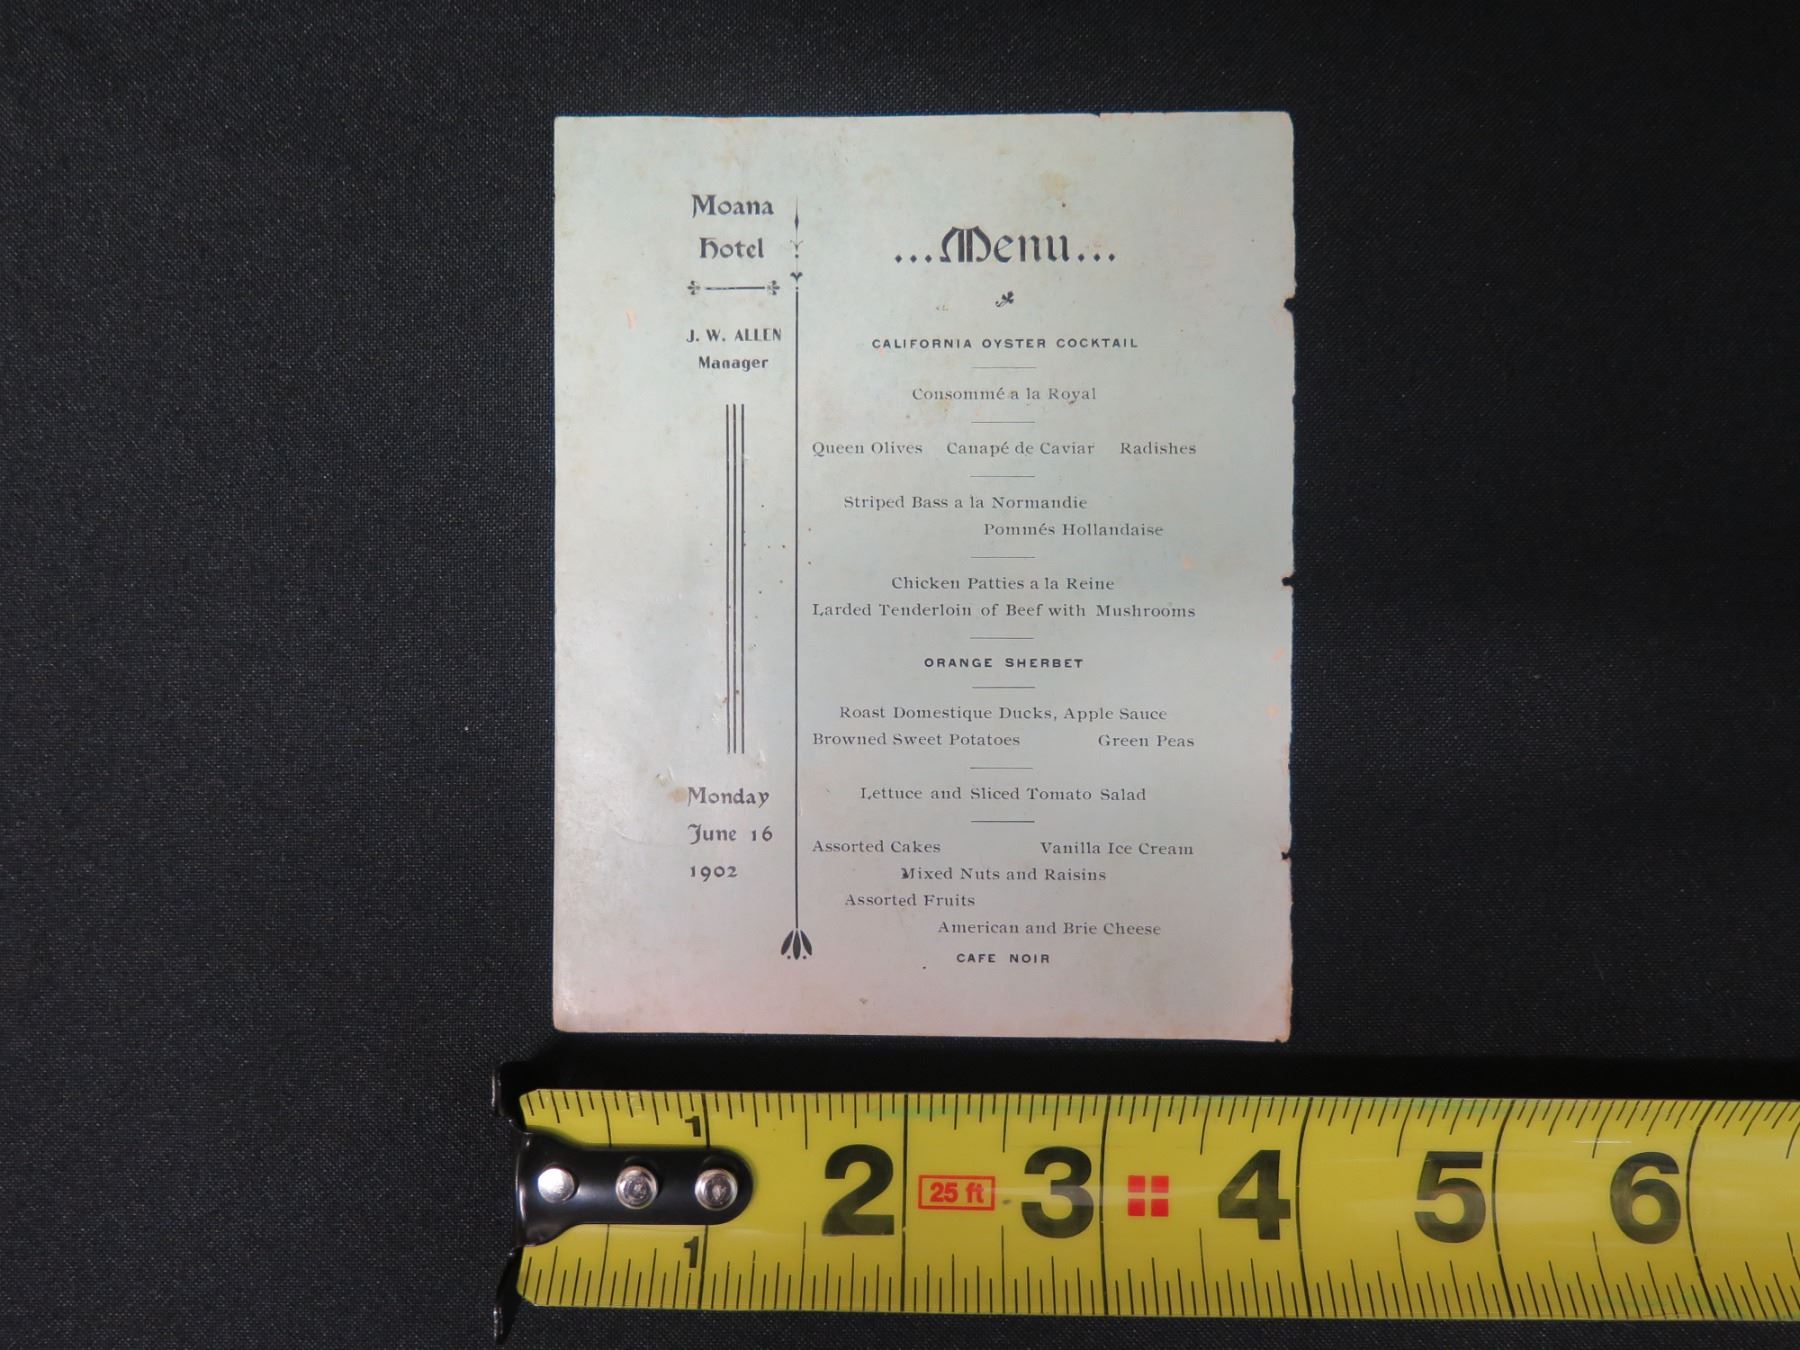 Moana
Hotel
J. W. ALLEN
Manager
Monday
June 16
1902
...Menu...
CALIFORNIA OYSTER COCKTAIL
Consommé a la Royal
Queen Olives Canapé de Caviar Radishes
Striped Bass a la Normandie
Pommés Hollandaise
Chicken Patties a la Reine
Larded Tenderloin of Beef with Mushrooms
ORANGE SHERBET
Roast Domestique Ducks, Apple Sauce
Browned Sweet Potatoes Green Peas
Lettuce and Sliced Tomato Salad
Assorted Cakes Vanilla Ice Cream
Mixed Nuts and Raisins
Assorted Fruits
American and Brie Cheese
CAFE NOIR
1
2 25 ft 3 4 5 6
1